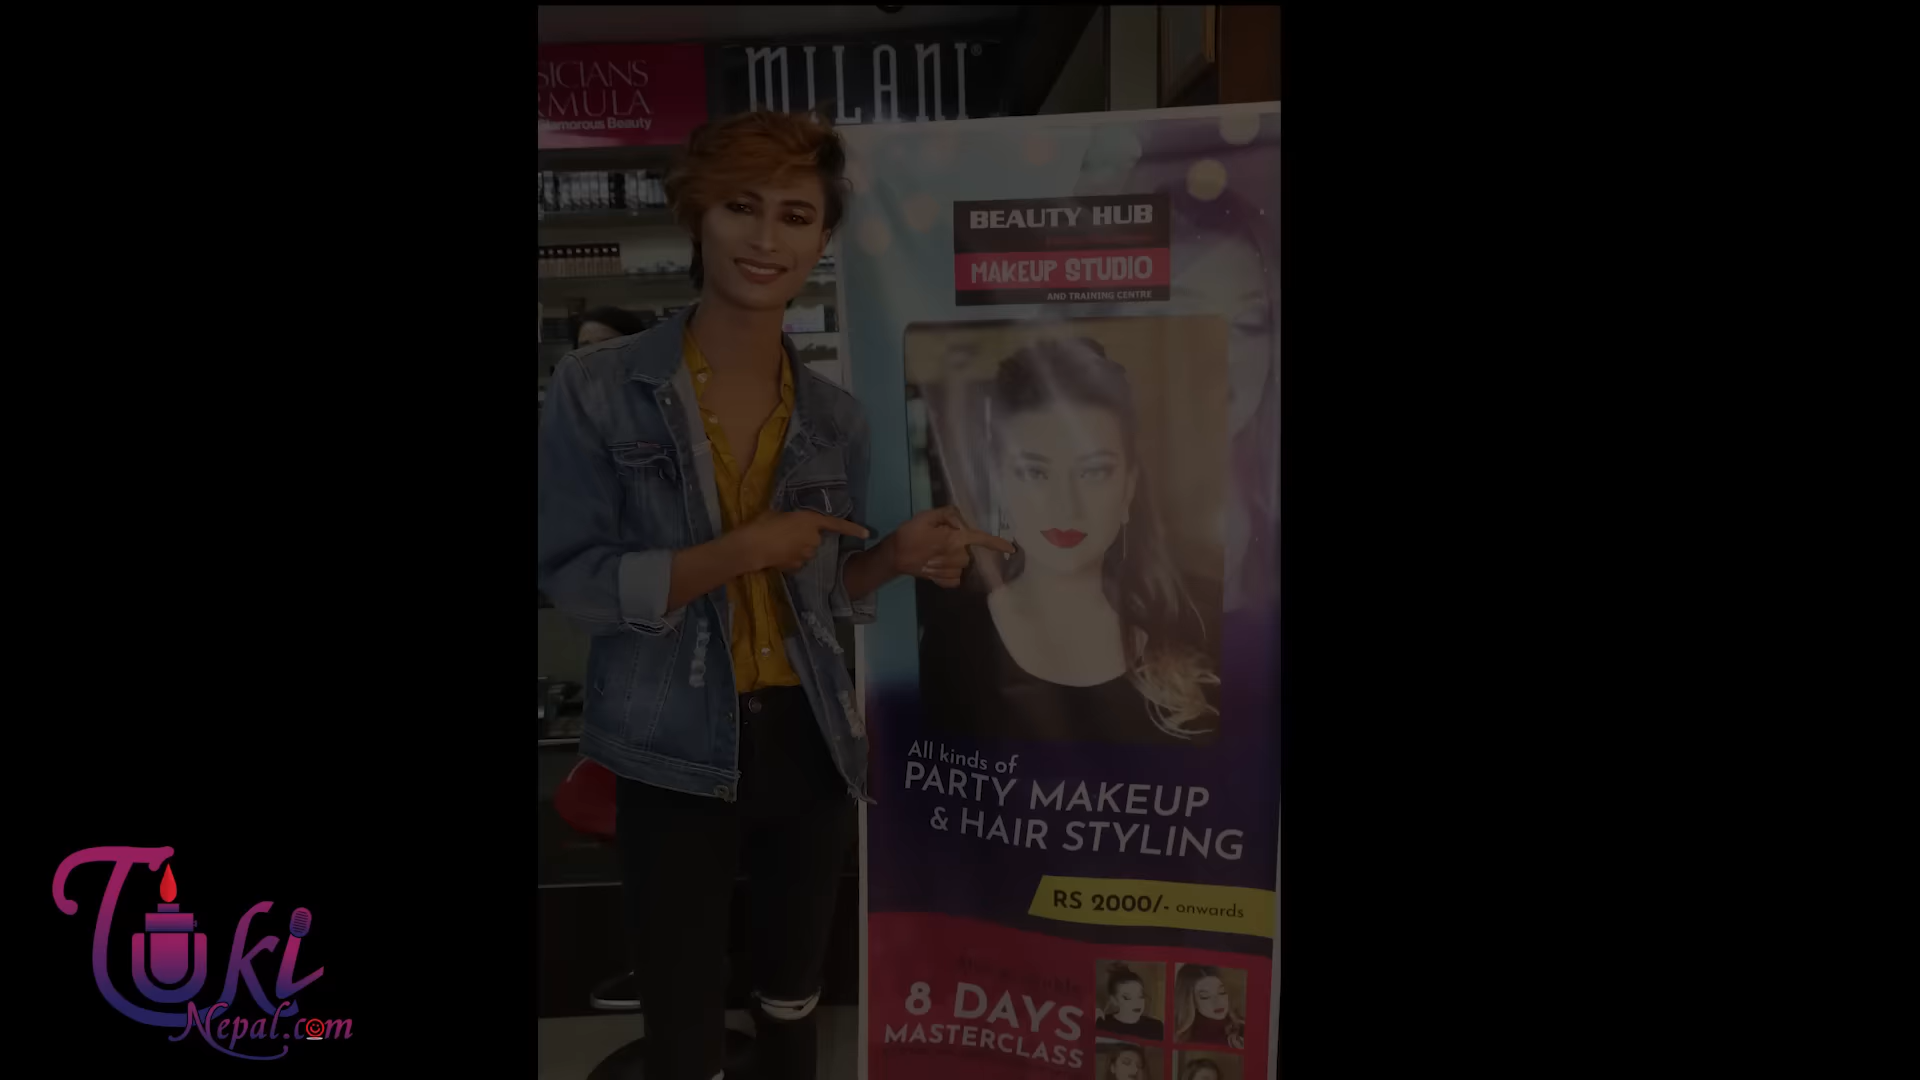 SICIANS
RMULA
lamorous Beauty
MILANI®
BEAUTY HUB
MAKEUP STUDIO
AND TRAINING CENTRE
All kinds of
PARTY MAKEUP
& HAIR STYLING
RS 2000/- onwards
8 DAYS
MASTERCLASS
Tuki
Nepal.com